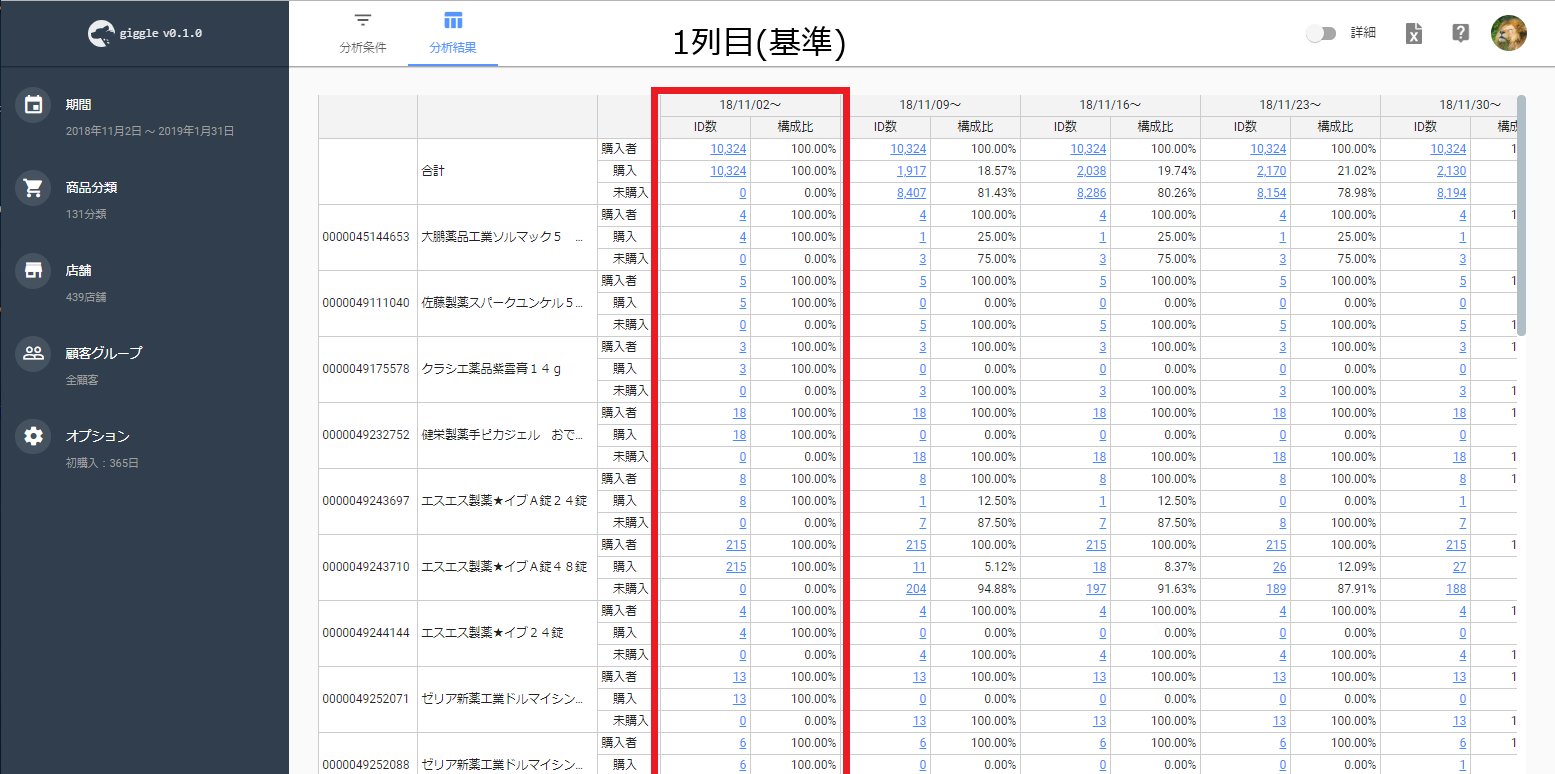 giggle v0.1.0
期間
2018年11月2日 ～ 2019年1月31日
商品分類
131分類
店舗
439店舗
顧客グループ
全顧客
オプション
初購入：365日
分析条件
分析結果
1列目(基準)
詳細
18/11/02～ 18/11/09～ 18/11/16～ 18/11/23～ 18/11/30～
ID数 構成比 ID数 構成比 ID数 構成比 ID数 構成比 ID数 構成
購入者 10,324 100.00% 10,324 100.00% 10,324 100.00% 10,324 100.00% 10,324 1
合計 購入 10,324 100.00% 1,917 18.57% 2,038 19.74% 2,170 21.02% 2,130
未購入 0 0.00% 8,407 81.43% 8,286 80.26% 8,154 78.98% 8,194
購入者 4 100.00% 4 100.00% 4 100.00% 4 100.00% 4 1
0000045144653 大鵬薬品工業ソルマック５ ... 購入 4 100.00% 1 25.00% 1 25.00% 1 25.00% 1
未購入 0 0.00% 3 75.00% 3 75.00% 3 75.00% 3
購入者 5 100.00% 5 100.00% 5 100.00% 5 100.00% 5 1
0000049111040 佐藤製薬スパークユンケル５... 購入 5 100.00% 0 0.00% 0 0.00% 0 0.00% 0
未購入 0 0.00% 5 100.00% 5 100.00% 5 100.00% 5 1
購入者 3 100.00% 3 100.00% 3 100.00% 3 100.00% 3 1
0000049175578 クラシエ薬品紫雲膏１４ｇ 購入 3 100.00% 0 0.00% 0 0.00% 0 0.00% 0
未購入 0 0.00% 3 100.00% 3 100.00% 3 100.00% 3 1
購入者 18 100.00% 18 100.00% 18 100.00% 18 100.00% 18 1
0000049232752 健栄製薬手ピカジェル おで... 購入 18 100.00% 0 0.00% 0 0.00% 0 0.00% 0
未購入 0 0.00% 18 100.00% 18 100.00% 18 100.00% 18 1
購入者 8 100.00% 8 100.00% 8 100.00% 8 100.00% 8 1
0000049243697 エスエス製薬★イブＡ錠２４錠 購入 8 100.00% 1 12.50% 1 12.50% 0 0.00% 1
未購入 0 0.00% 7 87.50% 7 87.50% 8 100.00% 7
購入者 215 100.00% 215 100.00% 215 100.00% 215 100.00% 215 1
0000049243710 エスエス製薬★イブＡ錠４８錠 購入 215 100.00% 11 5.12% 18 8.37% 26 12.09% 27
未購入 0 0.00% 204 94.88% 197 91.63% 189 87.91% 188
購入者 4 100.00% 4 100.00% 4 100.00% 4 100.00% 4 1
0000049244144 エスエス製薬★イブ２４錠 購入 4 100.00% 0 0.00% 0 0.00% 0 0.00% 0
未購入 0 0.00% 4 100.00% 4 100.00% 4 100.00% 4 1
購入者 13 100.00% 13 100.00% 13 100.00% 13 100.00% 13 1
0000049252071 ゼリア新薬工業ドルマイシン... 購入 13 100.00% 0 0.00% 0 0.00% 0 0.00% 0
未購入 0 0.00% 13 100.00% 13 100.00% 13 100.00% 13 1
購入者 6 100.00% 6 100.00% 6 100.00% 6 100.00% 6 1
0000049252088 ゼリア新薬工業ドルマイシン... 購入 6 100.00% 0 0.00% 0 0.00% 0 0.00% 1